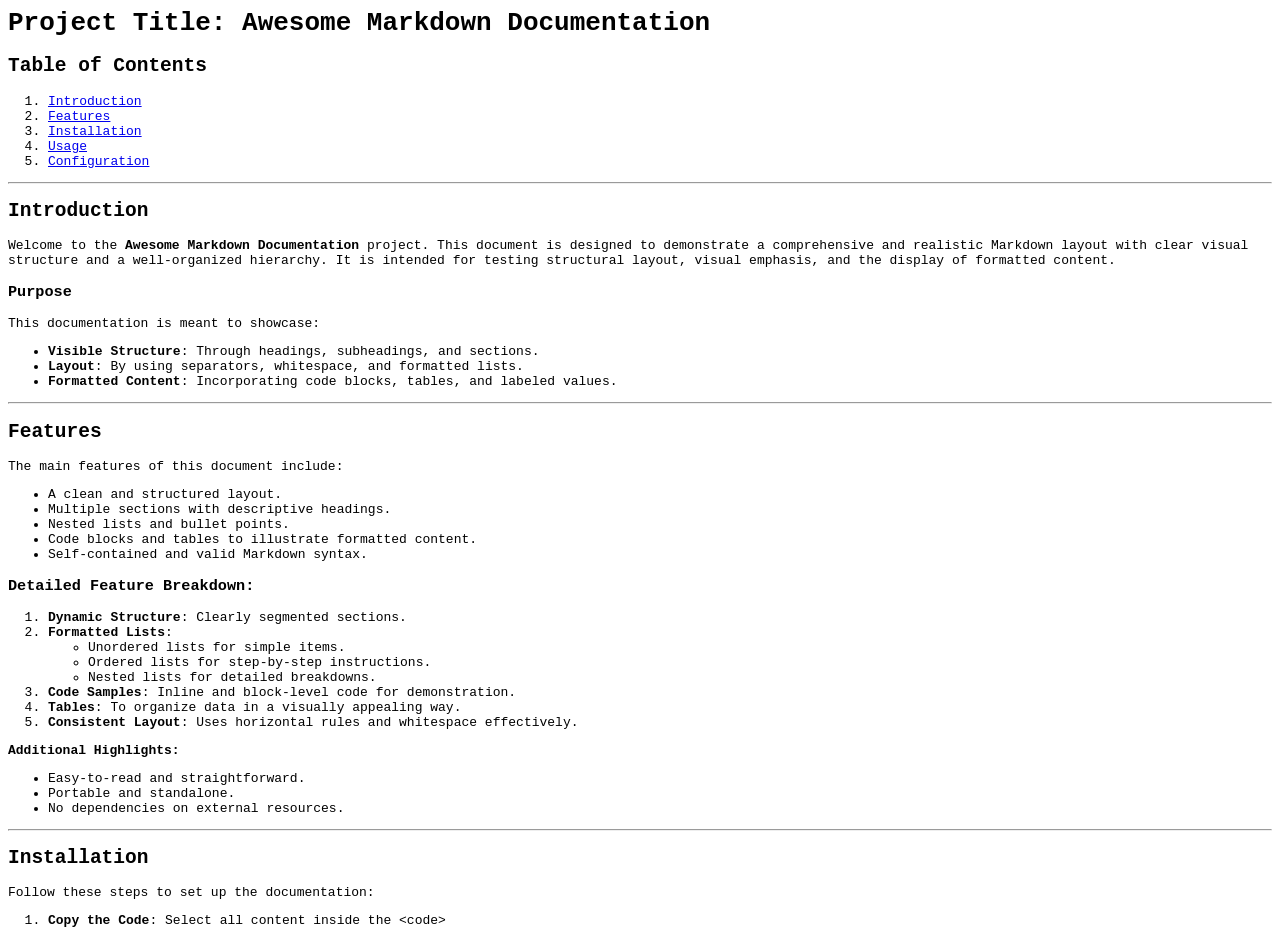 Project Title: Awesome Markdown Documentation
Table of Contents
1. Introduction
2. Features
3. Installation
4. Usage
5. Configuration
Introduction
Welcome to the Awesome Markdown Documentation project. This document is designed to demonstrate a comprehensive and realistic Markdown layout with clear visual
structure and a well-organized hierarchy. It is intended for testing structural layout, visual emphasis, and the display of formatted content.
Purpose
This documentation is meant to showcase:
• Visible Structure: Through headings, subheadings, and sections.
• Layout: By using separators, whitespace, and formatted lists.
• Formatted Content: Incorporating code blocks, tables, and labeled values.
Features
The main features of this document include:
• A clean and structured layout.
• Multiple sections with descriptive headings.
• Nested lists and bullet points.
• Code blocks and tables to illustrate formatted content.
• Self-contained and valid Markdown syntax.
Detailed Feature Breakdown:
1. Dynamic Structure: Clearly segmented sections.
2. Formatted Lists:
◦ Unordered lists for simple items.
◦ Ordered lists for step-by-step instructions.
◦ Nested lists for detailed breakdowns.
3. Code Samples: Inline and block-level code for demonstration.
4. Tables: To organize data in a visually appealing way.
5. Consistent Layout: Uses horizontal rules and whitespace effectively.
Additional Highlights:
• Easy-to-read and straightforward.
• Portable and standalone.
• No dependencies on external resources.
Installation
Follow these steps to set up the documentation:
1. Copy the Code: Select all content inside the <code>